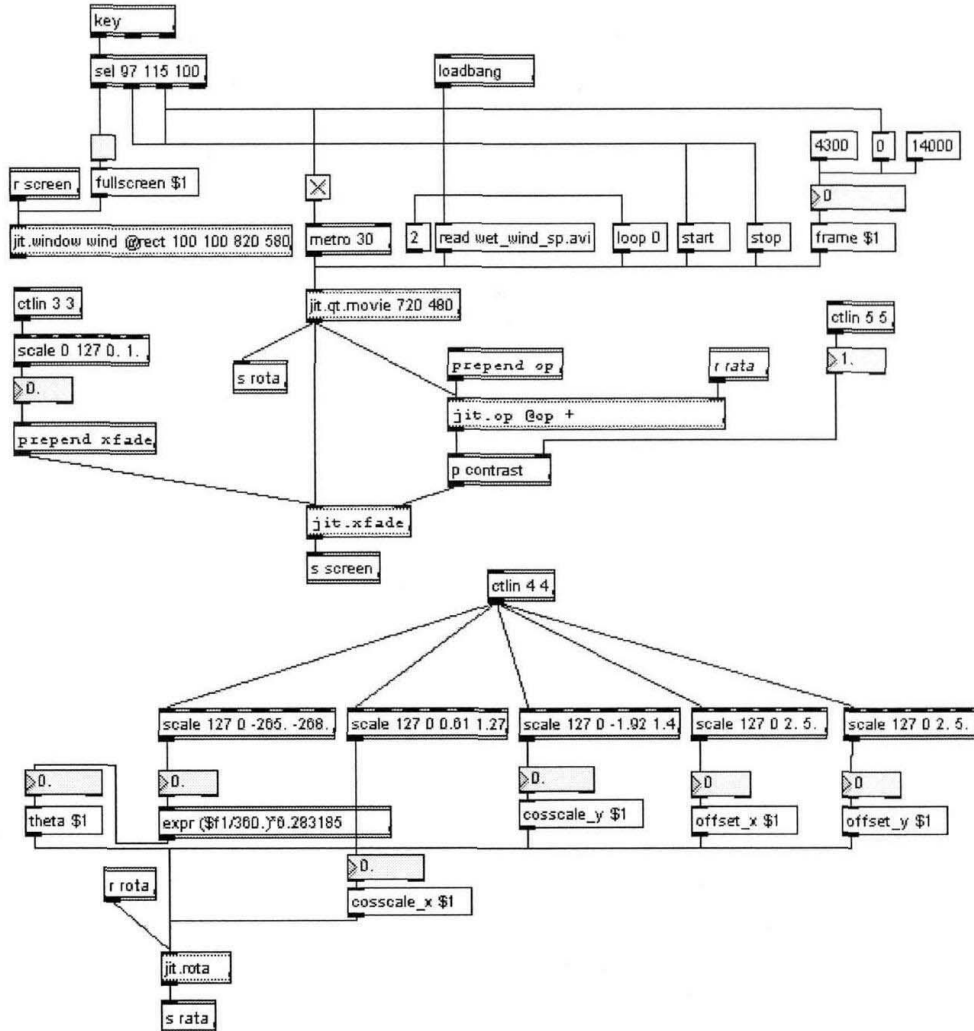 key
sel 97 115 100
loadbang
4300
0
14000
r screen
fullscreen $1
0
jit.window wind @rect 100 100 820 580
metro 30
2
read wet_wind_sp.avi
loop 0
start
stop
frame $1
ctlin 3 3
jit.qt.movie 720 480
ctlin 5 5
scale 0 127 0. 1.
s rota
prepend op
r rata
1.
0.
jit.op @op +
prepend xfade
p contrast
jit.xfade
s screen
ctlin 4 4
scale 127 0 -265. -268.
scale 127 0 0.61 1.27
scale 127 0 -1.92 1.4
scale 127 0 2. 5.
scale 127 0 2. 5.
0.
0.
0.
0
0
theta $1
expr ($f1/360.)*6.283185
cosscale_y $1
offset_x $1
offset_y $1
0.
r rota
cosscale_x $1
jit.rota
s rata